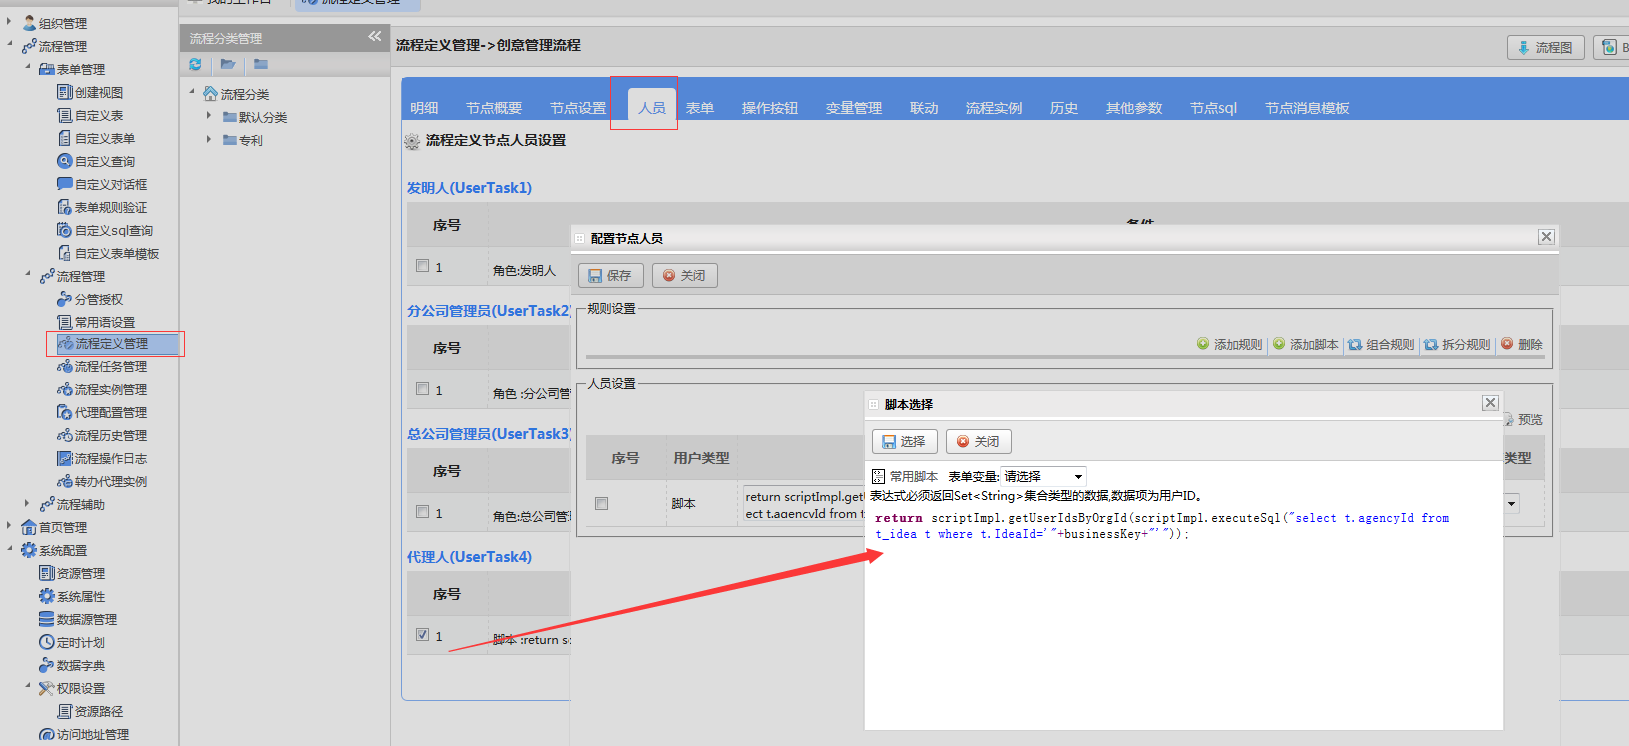 我的工作台
流程定义管理
组织管理
流程管理
表单管理
创建视图
自定义表
自定义表单
自定义查询
自定义对话框
表单规则验证
自定义sql查询
自定义表单模板
流程管理
分管授权
常用语设置
流程定义管理
流程任务管理
流程实例管理
代理配置管理
流程历史管理
流程操作日志
转办代理实例
流程辅助
首页管理
系统配置
资源管理
系统属性
数据源管理
定时计划
数据字典
权限设置
资源路径
访问地址管理
流程分类管理
流程分类
默认分类
专利
流程定义管理->创意管理流程
流程图
明细 节点概要 节点设置 人员 表单 操作按钮 变量管理 联动 流程实例 历史 其他参数 节点sql 节点消息模板
流程定义节点人员设置
发明人(UserTask1)
序号 条件
1 角色:发明人
分公司管理员(UserTask2)
序号
1 角色:分公司管
总公司管理员(UserTask3)
序号
1 角色:总公司管
代理人(UserTask4)
序号
1 脚本:return sc
配置节点人员
保存 关闭
规则设置
添加规则 添加脚本 组合规则 拆分规则 删除
人员设置
预览
序号 用户类型 类型
脚本 return scriptImpl.getU
ect t.agencyId from t
脚本选择
选择 关闭
常用脚本 表单变量: 请选择
表达式必须返回Set<String>集合类型的数据,数据项为用户ID。
return scriptImpl.getUserIdsByOrgId(scriptImpl.executeSql("select t.agencyId from
t_idea t where t.IdeaId='"+businessKey+"'"));